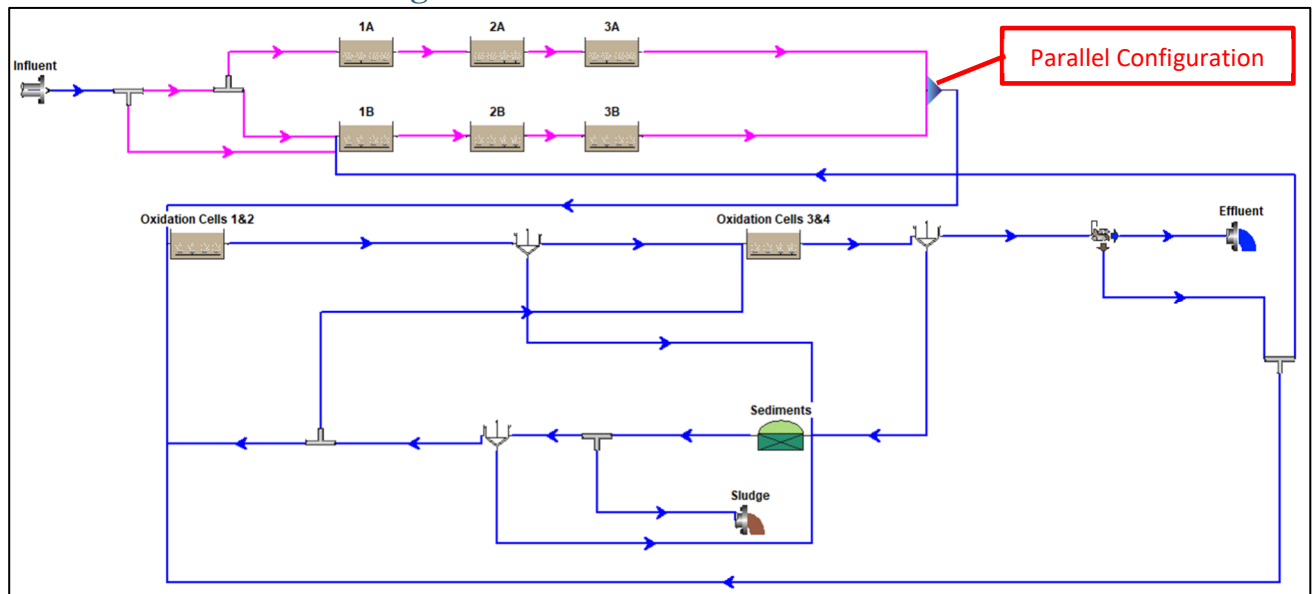 1A
2A
3A
Parallel Configuration
Influent
1B
2B
3B
Oxidation Cells 1&2
Oxidation Cells 3&4
Effluent
Sediments
Sludge